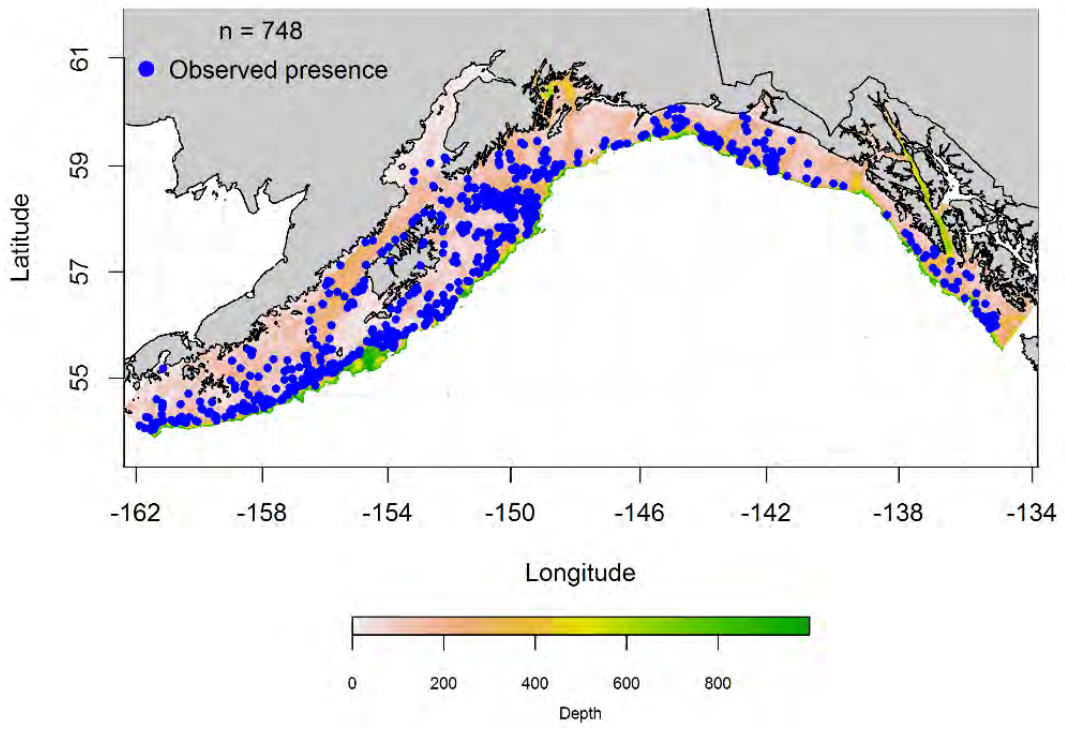 n = 748
Observed presence
61
59
57
55
Latitude
-162 -158 -154 -150 -146 -142 -138 -134
Longitude
0 200 400 600 800
Depth